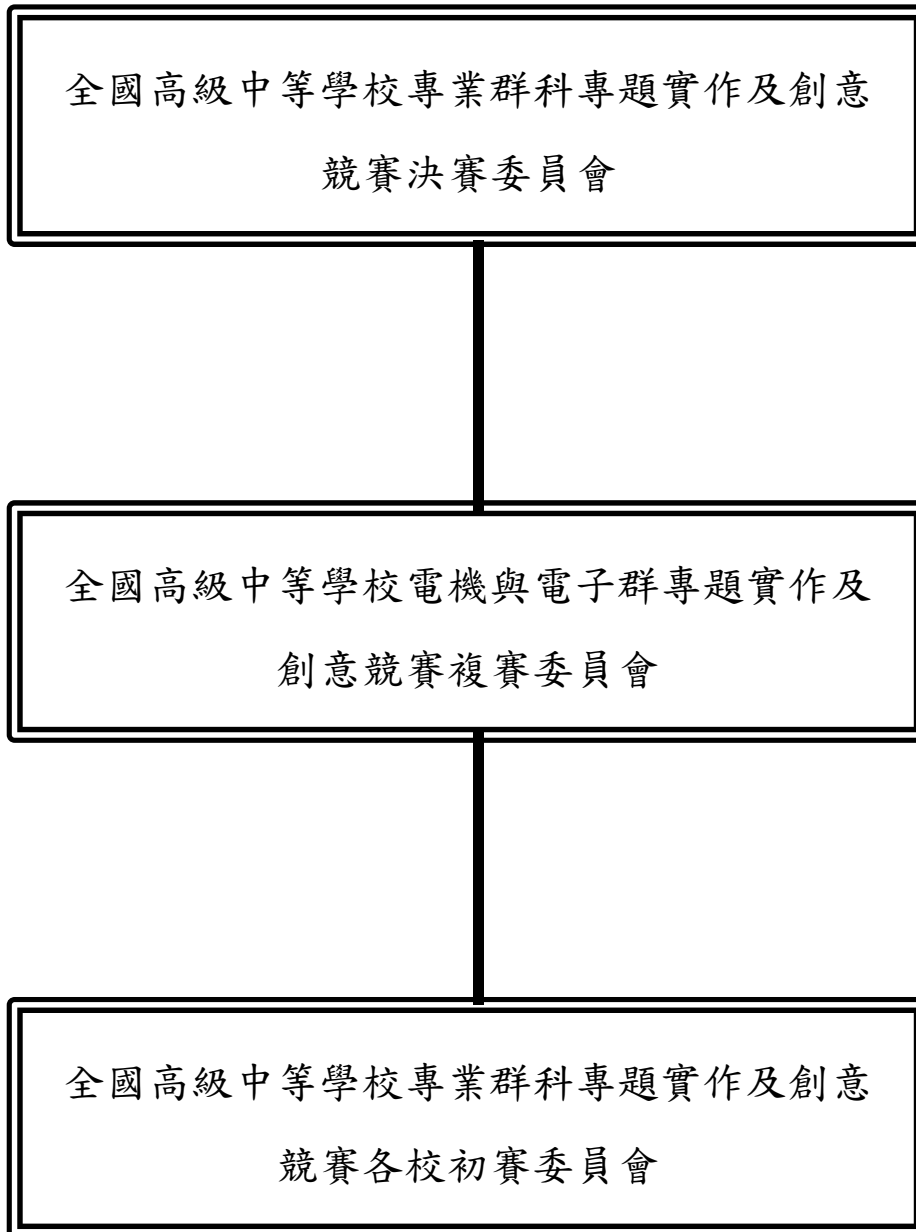 全國高級中等學校專業群科專題實作及創意
競賽決賽委員會
全國高級中等學校電機與電子群專題實作及
創意競賽複賽委員會
全國高級中等學校專業群科專題實作及創意
競賽各校初賽委員會